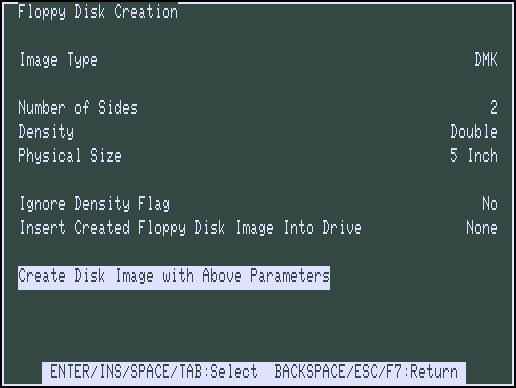 Floppy Disk Creation
Image Type DMK
Number of Sides 2
Density Double
Physical Size 5 Inch
Ignore Density Flag No
Insert Created Floppy Disk Image Into Drive None
Create Disk Image with Above Parameters
ENTER/INS/SPACE/TAB:Select BACKSPACE/ESC/F7:Return